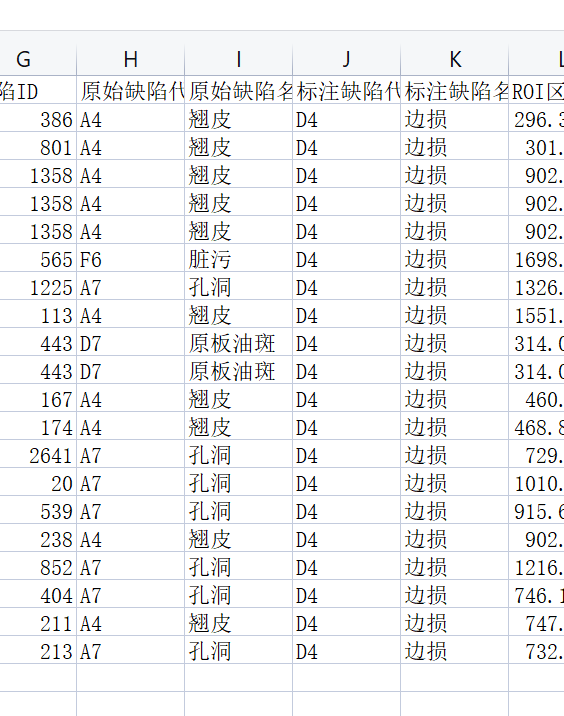 G H I J K L
陷ID 原始缺陷代 原始缺陷名 标注缺陷代 标注缺陷名 ROI区
386 A4 翘皮 D4 边损 296.3
801 A4 翘皮 D4 边损 301.
1358 A4 翘皮 D4 边损 902.
1358 A4 翘皮 D4 边损 902.
1358 A4 翘皮 D4 边损 902.
565 F6 脏污 D4 边损 1698.
1225 A7 孔洞 D4 边损 1326.
113 A4 翘皮 D4 边损 1551.
443 D7 原板油斑 D4 边损 314.0
443 D7 原板油斑 D4 边损 314.0
167 A4 翘皮 D4 边损 460.
174 A4 翘皮 D4 边损 468.8
2641 A7 孔洞 D4 边损 729.
20 A7 孔洞 D4 边损 1010.
539 A7 孔洞 D4 边损 915.6
238 A4 翘皮 D4 边损 902.
852 A7 孔洞 D4 边损 1216.
404 A7 孔洞 D4 边损 746.1
211 A4 翘皮 D4 边损 747.
213 A7 孔洞 D4 边损 732.